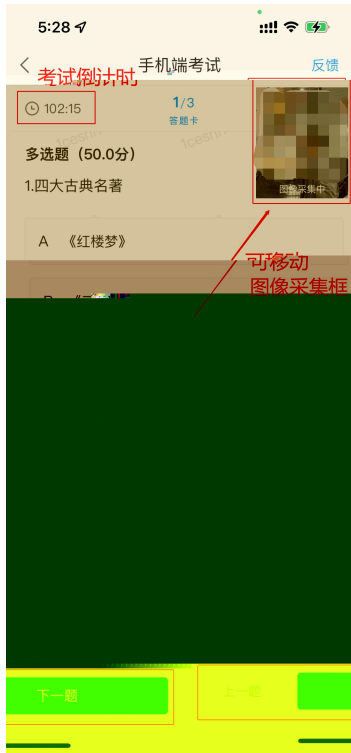 5:28
手机端考试
反馈
考试倒计时
102:15
1/3
答题卡
多选题（50.0分）
1.四大古典名著
图像采集中
A 《红楼梦》
可移动
图像采集框
下一题
上一题